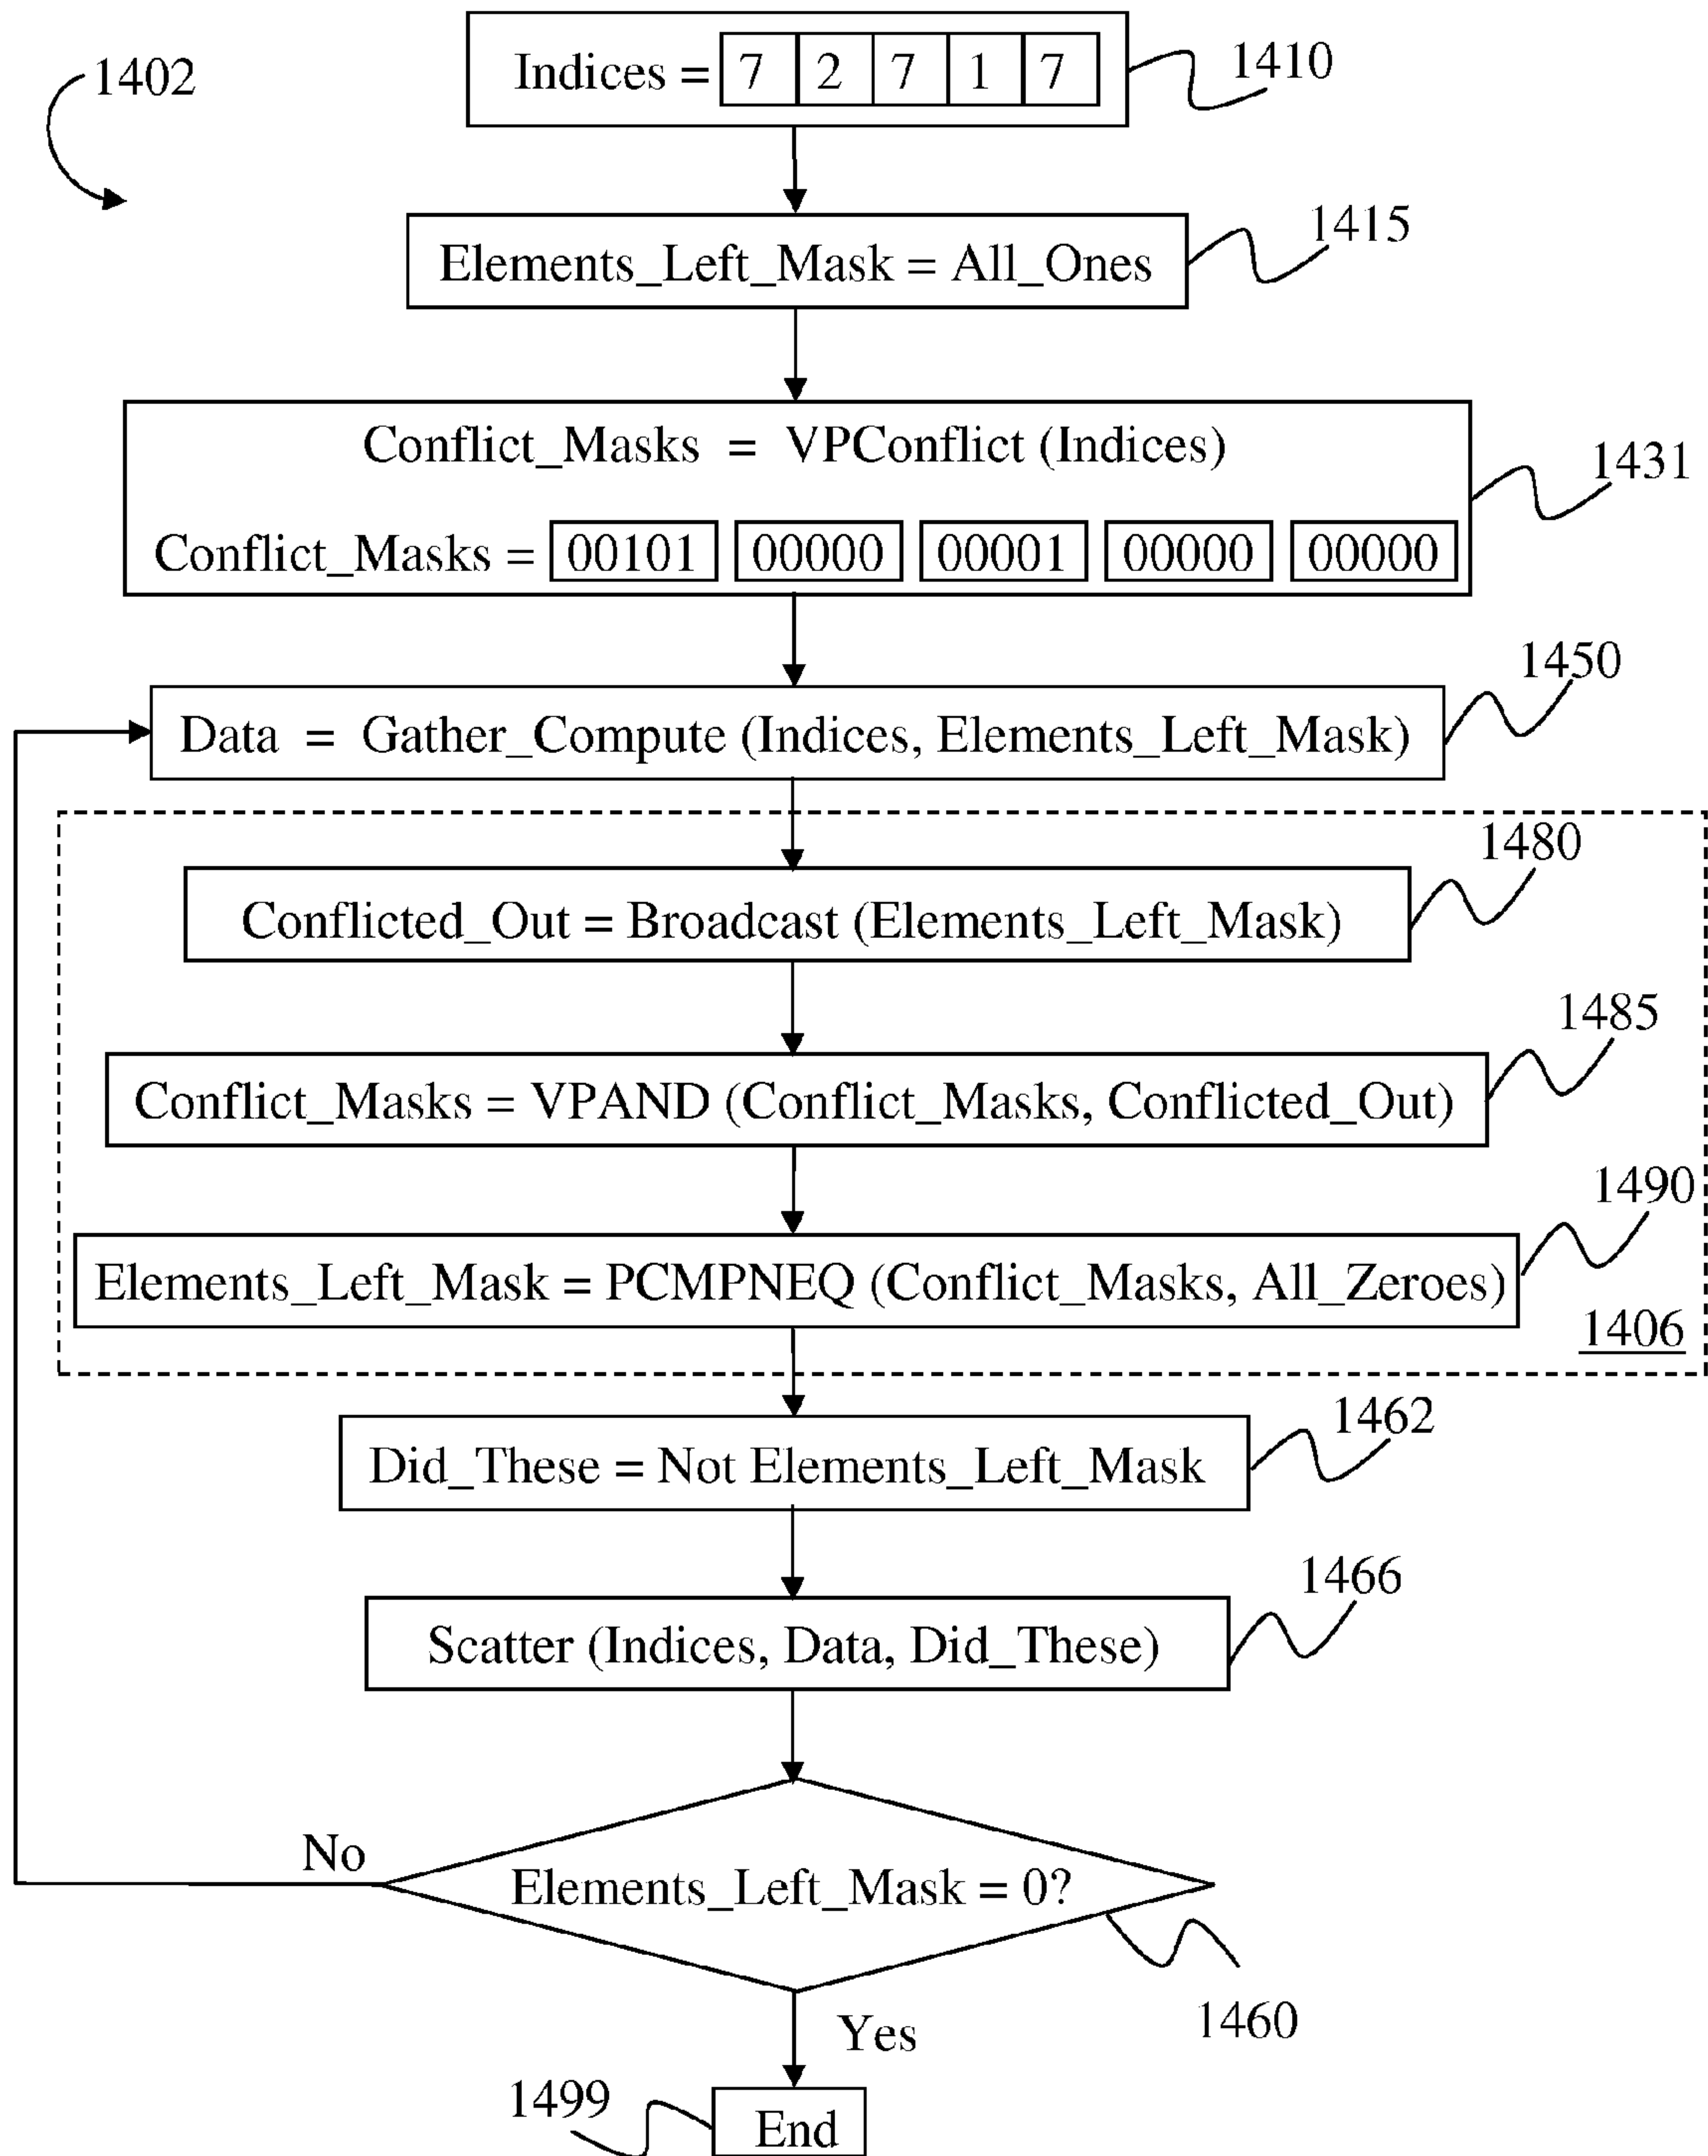 1402
Indices = 7 2 7 1 7
1410
Elements_Left_Mask = All_Ones
1415
Conflict_Masks = VPConflict (Indices)
Conflict_Masks = 00101 00000 00001 00000 00000
1431
Data = Gather_Compute (Indices, Elements_Left_Mask)
1450
Conflicted_Out = Broadcast (Elements_Left_Mask)
1480
Conflict_Masks = VPAND (Conflict_Masks, Conflicted_Out)
1485
Elements_Left_Mask = PCMPNEQ (Conflict_Masks, All_Zeroes)
1490
1406
Did_These = Not Elements_Left_Mask
1462
Scatter (Indices, Data, Did_These)
1466
No
Elements_Left_Mask = 0?
1460
Yes
1499
End